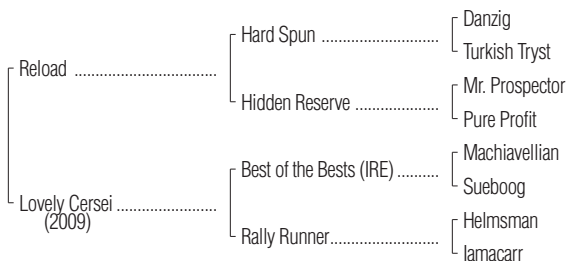 Danzig
Hard Spun ..............................
Turkish Tryst
Reload ....................................
Mr. Prospector
Hidden Reserve .....................
Pure Profit
Machiavellian
Best of the Bests (IRE) ..........
Sueboog
Lovely Cersei .........................
(2009)
Helmsman
Rally Runner............................
Iamacarr